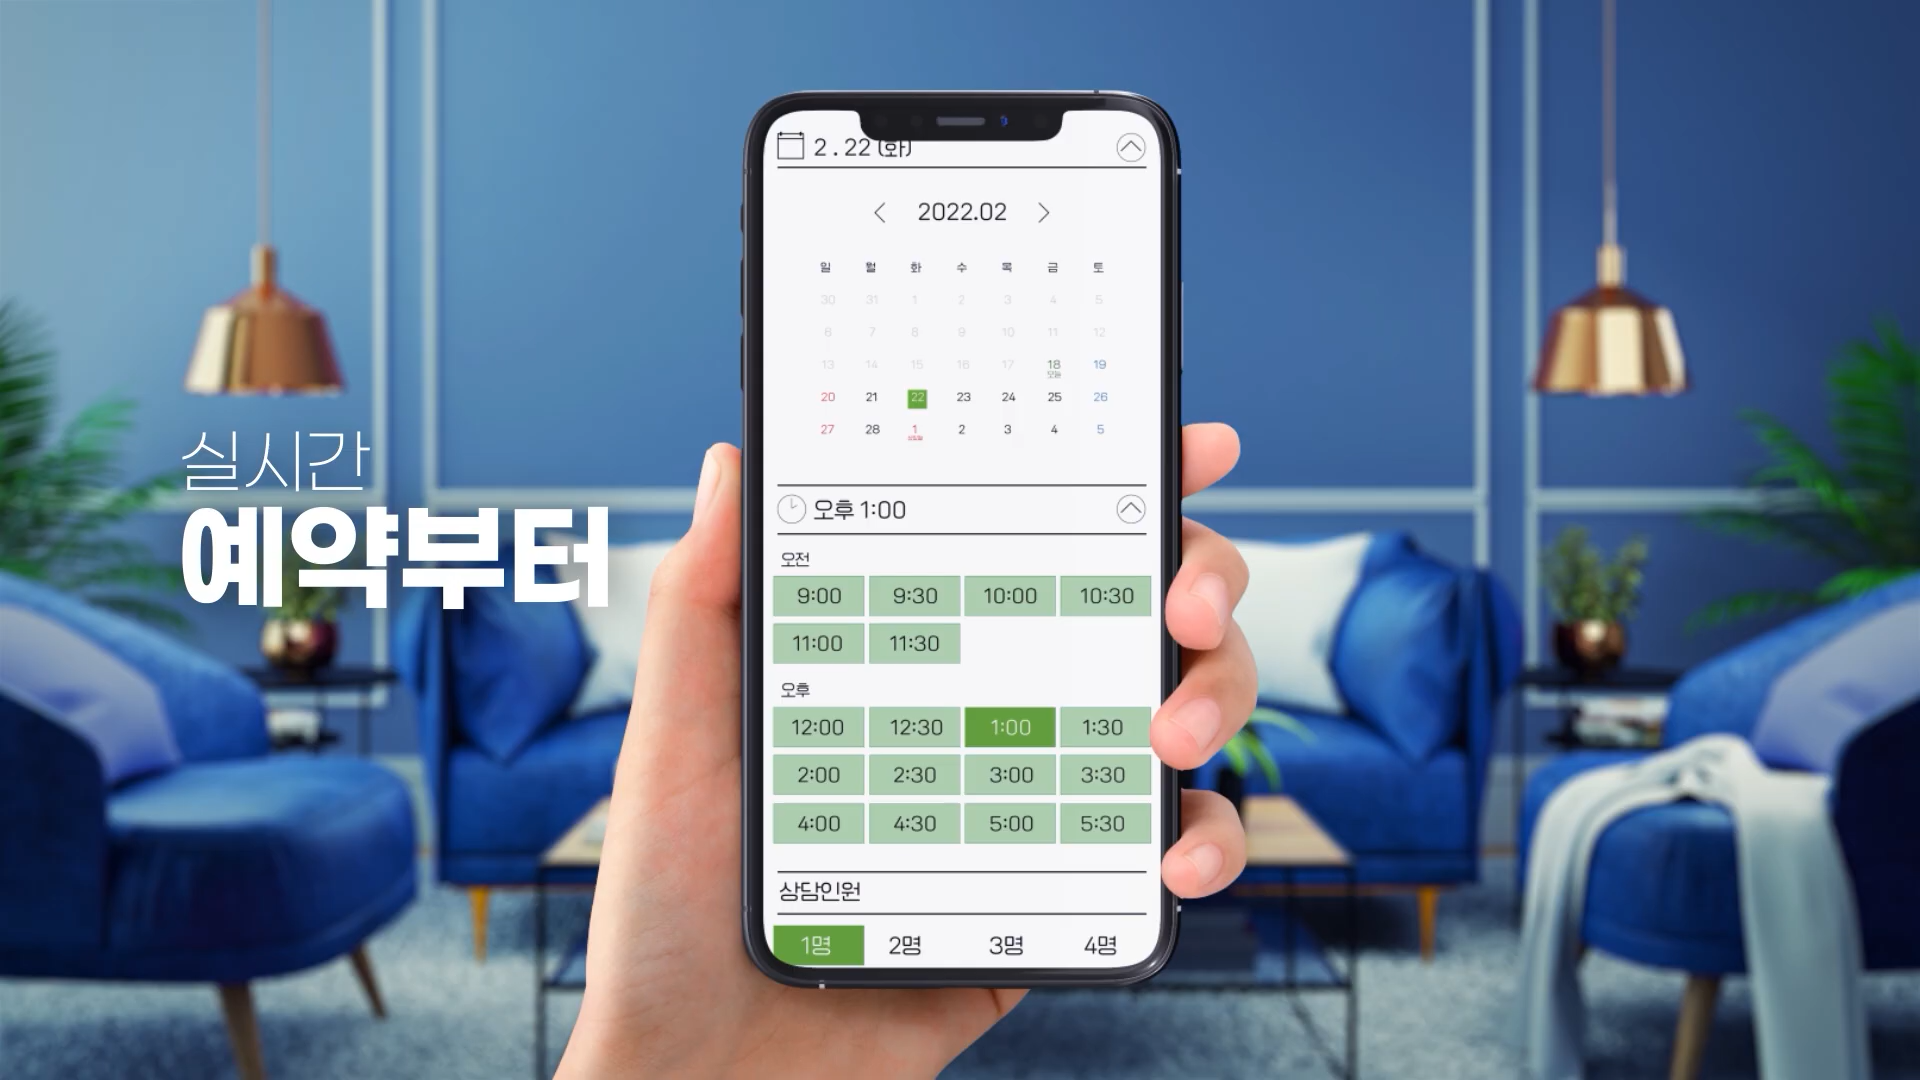 실시간
예약부터
2 . 22 (화)
2022.02
일 월 화 수 목 금 토
30 31 1 2 3 4 5
6 7 8 9 10 11 12
13 14 15 16 17 18 19
오늘
20 21 22 23 24 25 26
27 28 1 2 3 4 5
오후 1:00
오전
9:00 9:30 10:00 10:30
11:00 11:30
오후
12:00 12:30 1:00 1:30
2:00 2:30 3:00 3:30
4:00 4:30 5:00 5:30
상담인원
1명 2명 3명 4명